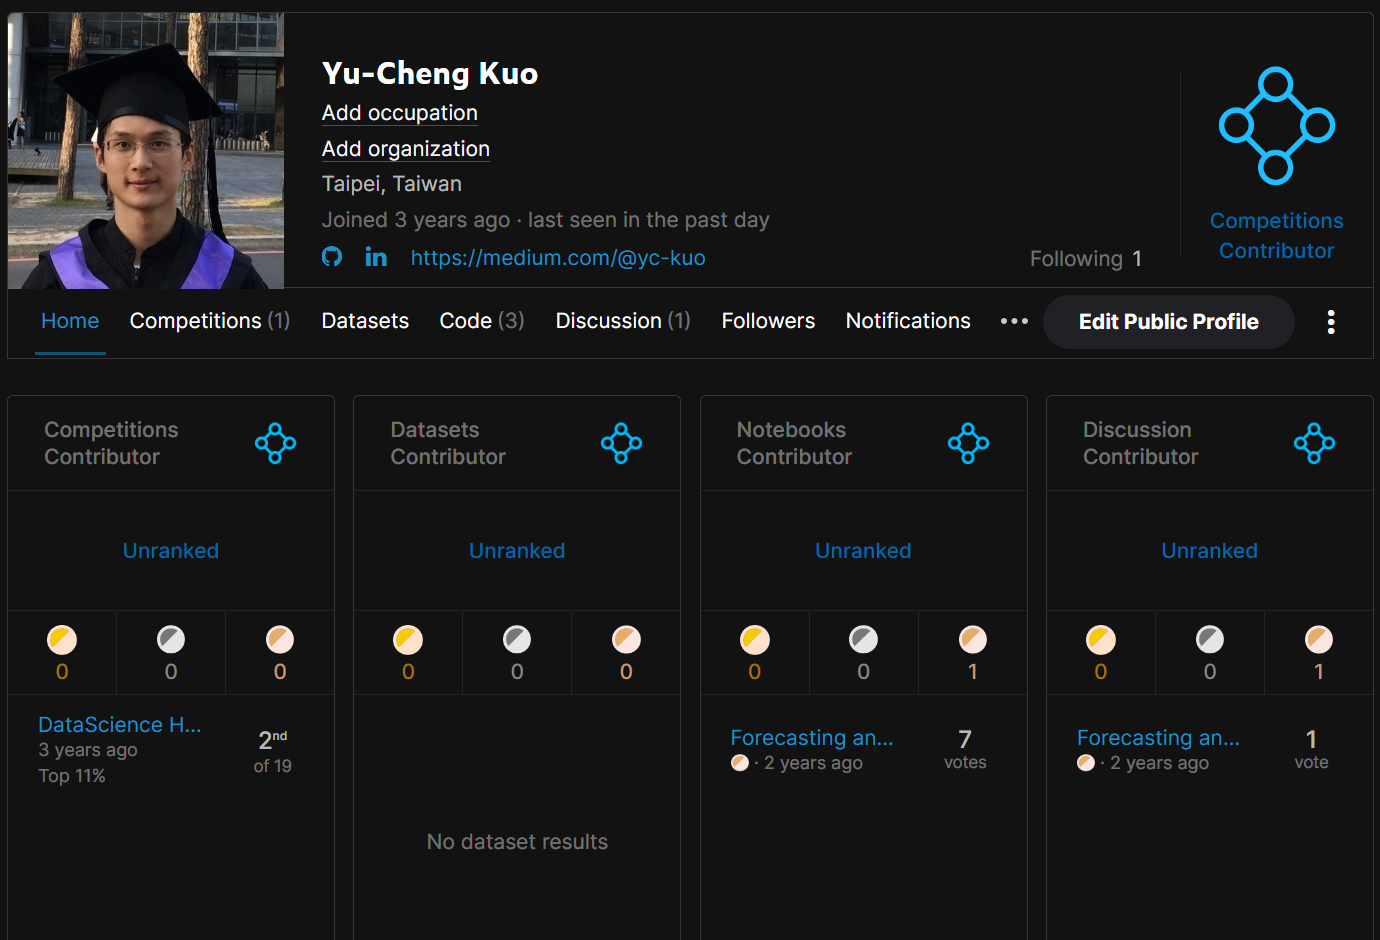 Yu-Cheng Kuo
Add occupation
Add organization
Taipei, Taiwan
Joined 3 years ago · last seen in the past day
in https://medium.com/@yc-kuo
Following 1
Competitions
Contributor
Home Competitions (1) Datasets Code (3) Discussion (1) Followers Notifications ••• Edit Public Profile
Competitions
Contributor
Unranked
0 0 0
DataScience H...
3 years ago
Top 11%
2nd
of 19
Datasets
Contributor
Unranked
0 0 0
No dataset results
Notebooks
Contributor
Unranked
0 0 1
Forecasting an...
· 2 years ago
7
votes
Discussion
Contributor
Unranked
0 0 1
Forecasting an...
· 2 years ago
1
vote